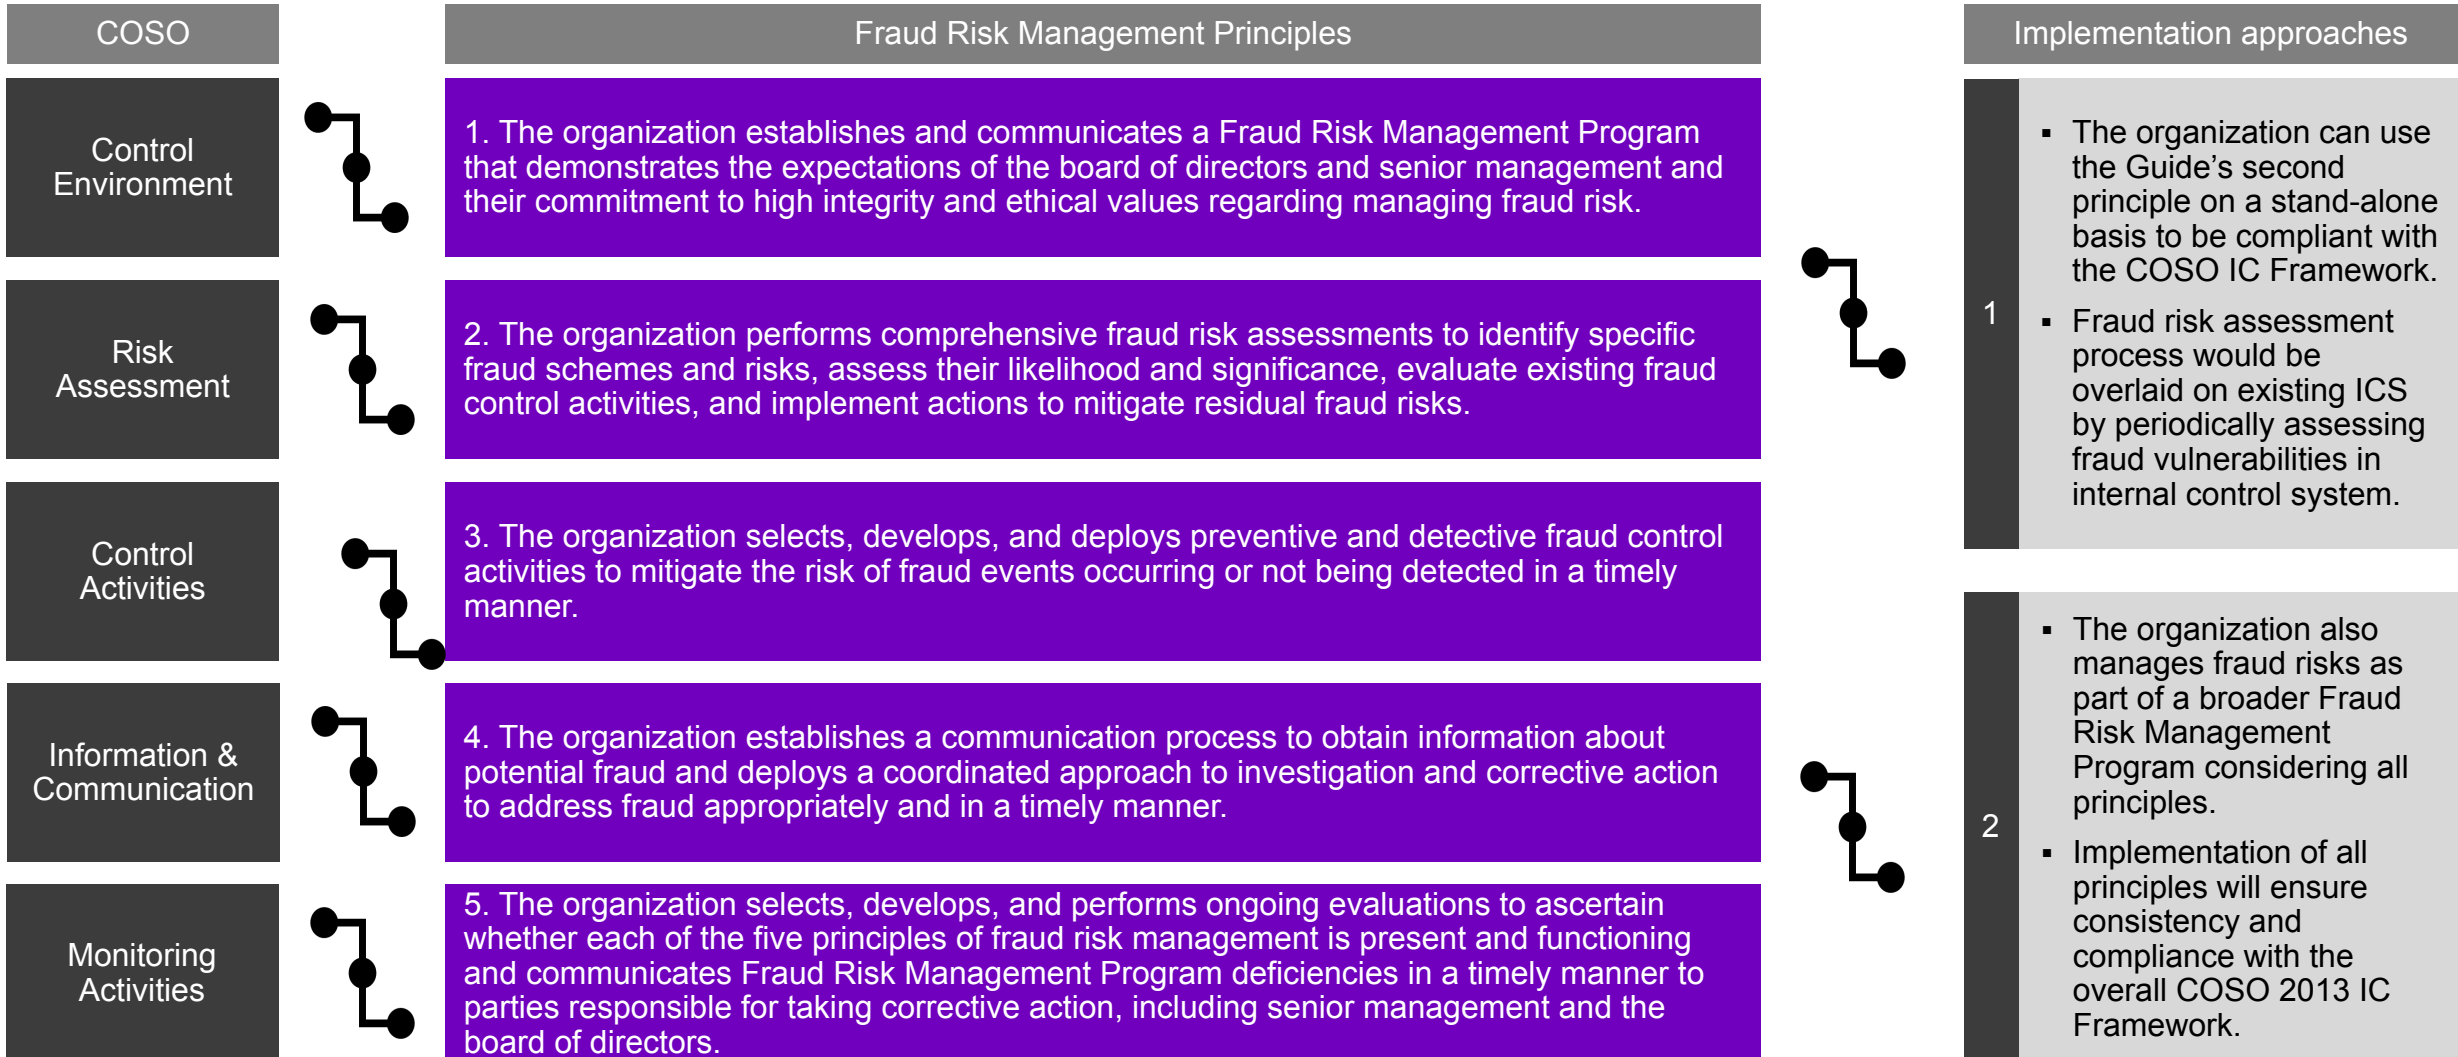 COSO
Fraud Risk Management Principles
Implementation approaches
Control
Environment
1. The organization establishes and communicates a Fraud Risk Management Program
that demonstrates the expectations of the board of directors and senior management and
their commitment to high integrity and ethical values regarding managing fraud risk.
Risk
Assessment
2. The organization performs comprehensive fraud risk assessments to identify specific
fraud schemes and risks, assess their likelihood and significance, evaluate existing fraud
control activities, and implement actions to mitigate residual fraud risks.
Control
Activities
3. The organization selects, develops, and deploys preventive and detective fraud control
activities to mitigate the risk of fraud events occurring or not being detected in a timely
manner.
Information &
Communication
4. The organization establishes a communication process to obtain information about
potential fraud and deploys a coordinated approach to investigation and corrective action
to address fraud appropriately and in a timely manner.
Monitoring
Activities
5. The organization selects, develops, and performs ongoing evaluations to ascertain
whether each of the five principles of fraud risk management is present and functioning
and communicates Fraud Risk Management Program deficiencies in a timely manner to
parties responsible for taking corrective action, including senior management and the
board of directors.
1
▪ The organization can use
the Guide’s second
principle on a stand-alone
basis to be compliant with
the COSO IC Framework.
▪ Fraud risk assessment
process would be
overlaid on existing ICS
by periodically assessing
fraud vulnerabilities in
internal control system.
2
▪ The organization also
manages fraud risks as
part of a broader Fraud
Risk Management
Program considering all
principles.
▪ Implementation of all
principles will ensure
consistency and
compliance with the
overall COSO 2013 IC
Framework.